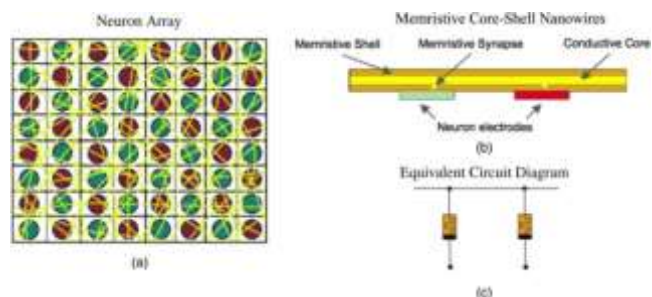 Neuron Array
(a)
Memristive Core-Shell Nanowires
Memristive Shell
Memristive Synapse
Conductive Core
Neuron electrodes
(b)
Equivalent Circuit Diagram
(c)